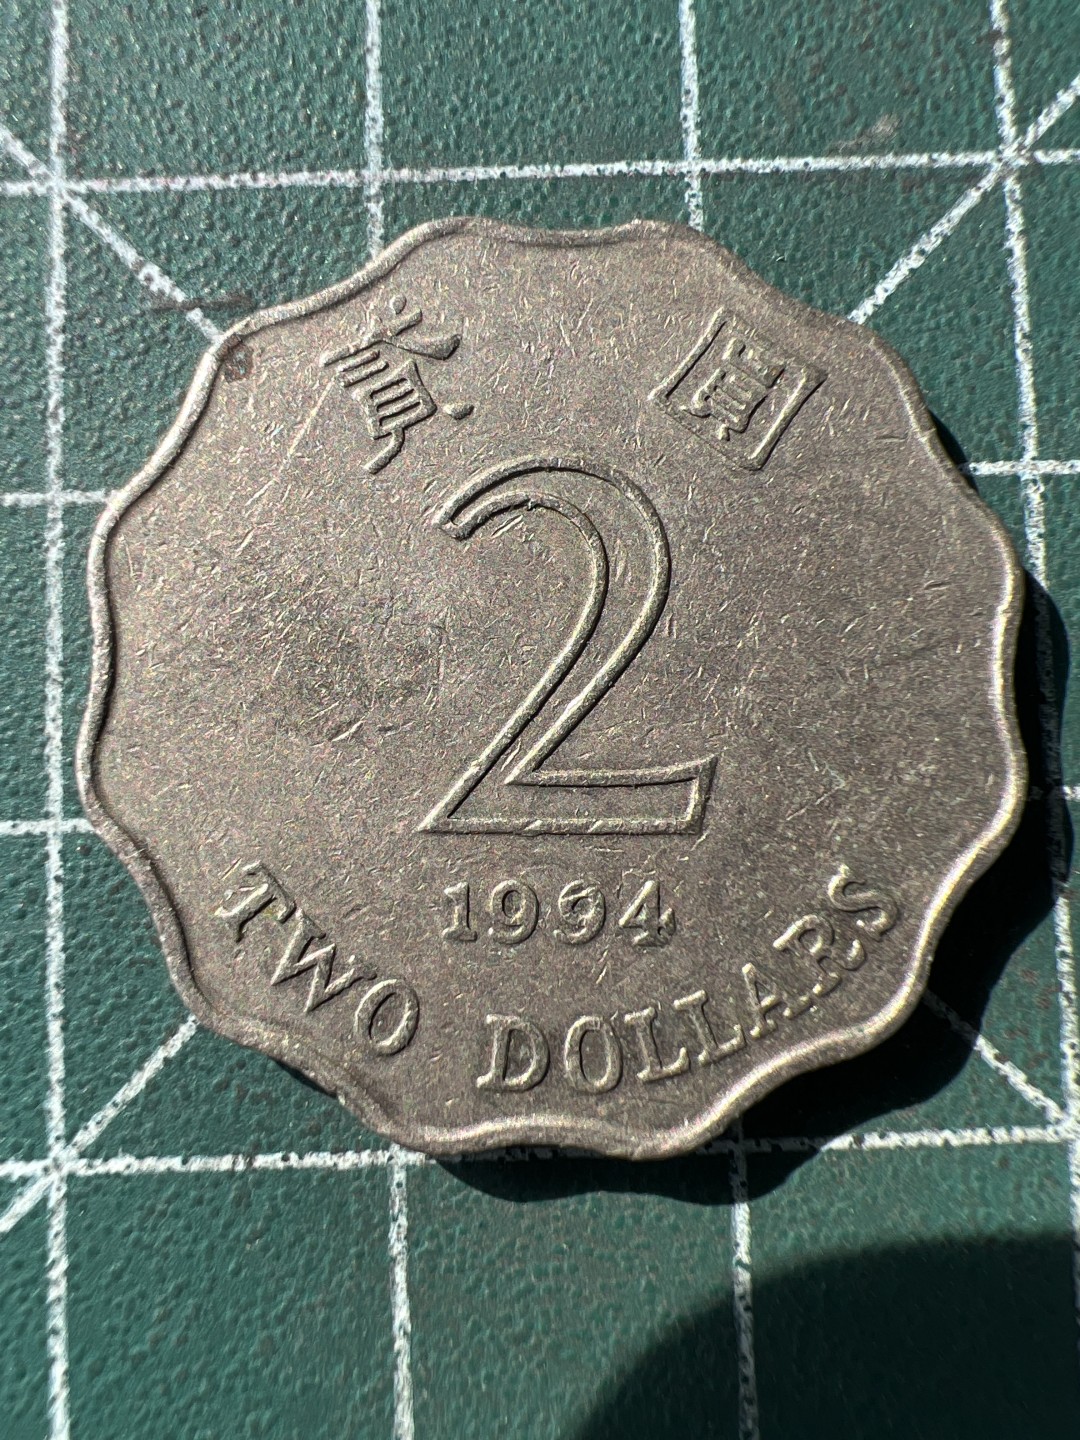 貳 圓
2
1994
TWO DOLLARS